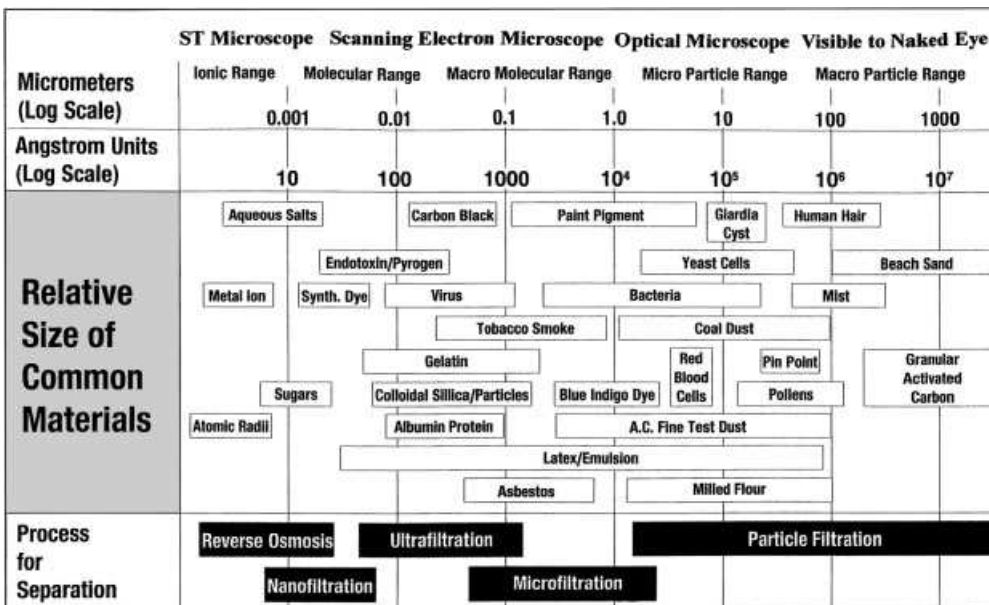 ST Microscope Scanning Electron Microscope Optical Microscope Visible to Naked Eye
Micrometers
(Log Scale)
Ionic Range Molecular Range Macro Molecular Range Micro Particle Range Macro Particle Range
0.001 0.01 0.1 1.0 10 100 1000
Angstrom Units
(Log Scale)
10 100 1000 10⁴ 10⁵ 10⁶ 10⁷
Relative
Size of
Common
Materials
Aqueous Salts Carbon Black Paint Pigment Giardia
Cyst Human Hair
Endotoxin/Pyrogen Yeast Cells Beach Sand
Metal Ion Synth. Dye Virus Bacteria Mist
Tobacco Smoke Coal Dust
Gelatin Red
Blood
Cells Pin Point Granular
Activated
Carbon
Sugars Colloidal Sillica/Particles Blue Indigo Dye Pollens
Atomic Radii Albumin Protein A.C. Fine Test Dust
Latex/Emulsion
Asbestos Milled Flour
Process
for
Separation
Reverse Osmosis Ultrafiltration Particle Filtration
Nanofiltration Microfiltration